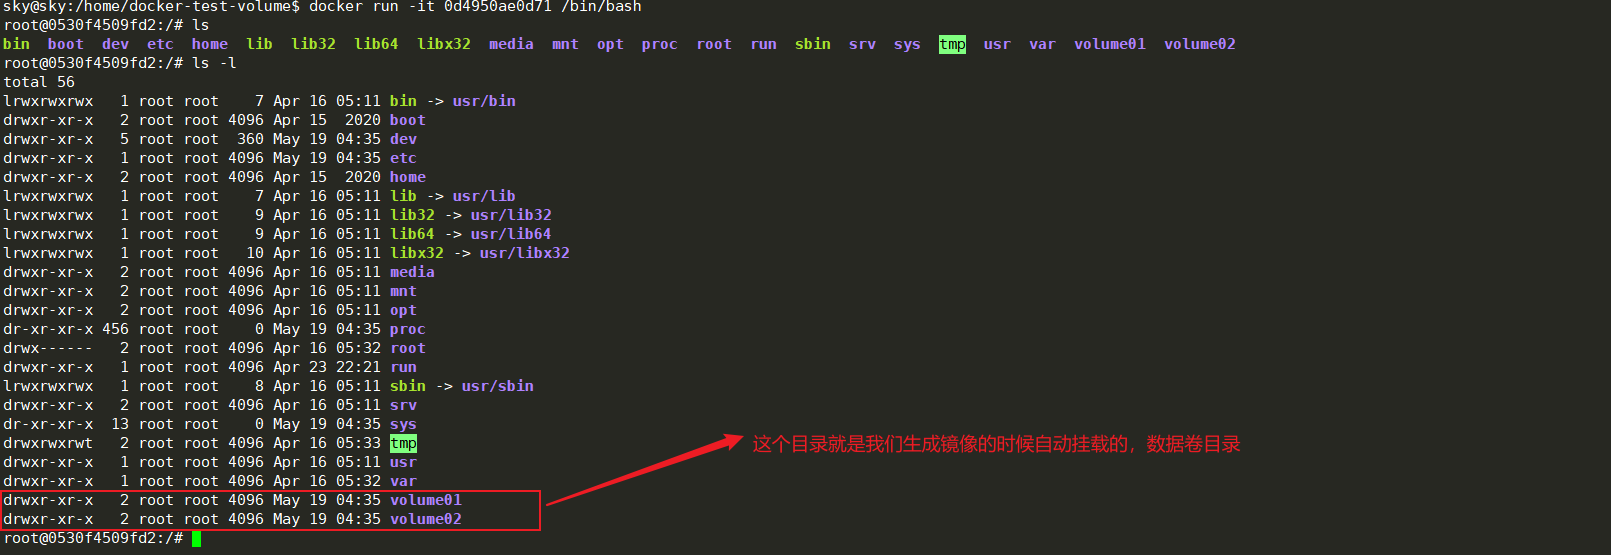 sky@sky:/home/docker-test-volume$ docker run -it 0d4950ae0d71 /bin/bash
root@0530f4509fd2:/# ls
bin  boot  dev  etc  home  lib  lib32  lib64  libx32  media  mnt  opt  proc  root  run  sbin  srv  sys  tmp  usr  var  volume01  volume02
root@0530f4509fd2:/# ls -l
total 56
lrwxrwxrwx   1 root root    7 Apr 16 05:11 bin -> usr/bin
drwxr-xr-x   2 root root 4096 Apr 15  2020 boot
drwxr-xr-x   5 root root  360 May 19 04:35 dev
drwxr-xr-x   1 root root 4096 May 19 04:35 etc
drwxr-xr-x   2 root root 4096 Apr 15  2020 home
lrwxrwxrwx   1 root root    7 Apr 16 05:11 lib -> usr/lib
lrwxrwxrwx   1 root root    9 Apr 16 05:11 lib32 -> usr/lib32
lrwxrwxrwx   1 root root    9 Apr 16 05:11 lib64 -> usr/lib64
lrwxrwxrwx   1 root root   10 Apr 16 05:11 libx32 -> usr/libx32
drwxr-xr-x   2 root root 4096 Apr 16 05:11 media
drwxr-xr-x   2 root root 4096 Apr 16 05:11 mnt
drwxr-xr-x   2 root root 4096 Apr 16 05:11 opt
dr-xr-xr-x 456 root root    0 May 19 04:35 proc
drwx------   2 root root 4096 Apr 16 05:32 root
drwxr-xr-x   1 root root 4096 Apr 23 22:21 run
lrwxrwxrwx   1 root root    8 Apr 16 05:11 sbin -> usr/sbin
drwxr-xr-x   2 root root 4096 Apr 16 05:11 srv
dr-xr-xr-x  13 root root    0 May 19 04:35 sys
drwxrwxrwt   2 root root 4096 Apr 16 05:33 tmp
这个目录就是我们生成镜像的时候自动挂载的，数据卷目录
drwxr-xr-x   1 root root 4096 Apr 16 05:11 usr
drwxr-xr-x   1 root root 4096 Apr 16 05:32 var
drwxr-xr-x   2 root root 4096 May 19 04:35 volume01
drwxr-xr-x   2 root root 4096 May 19 04:35 volume02
root@0530f4509fd2:/#